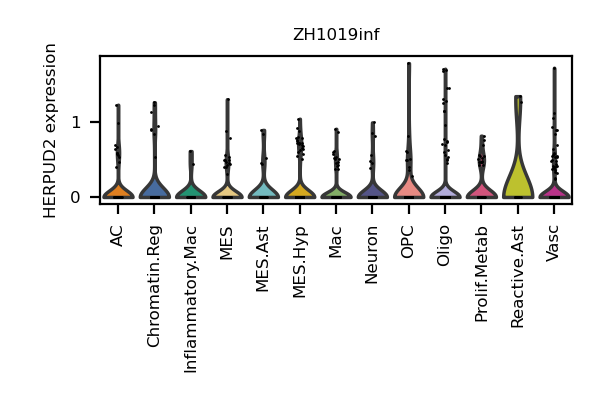 ZH1019inf
HERPUD2 expression
1
0
AC
Chromatin.Reg
Inflammatory.Mac
MES
MES.Ast
MES.Hyp
Mac
Neuron
OPC
Oligo
Prolif.Metab
Reactive.Ast
Vasc